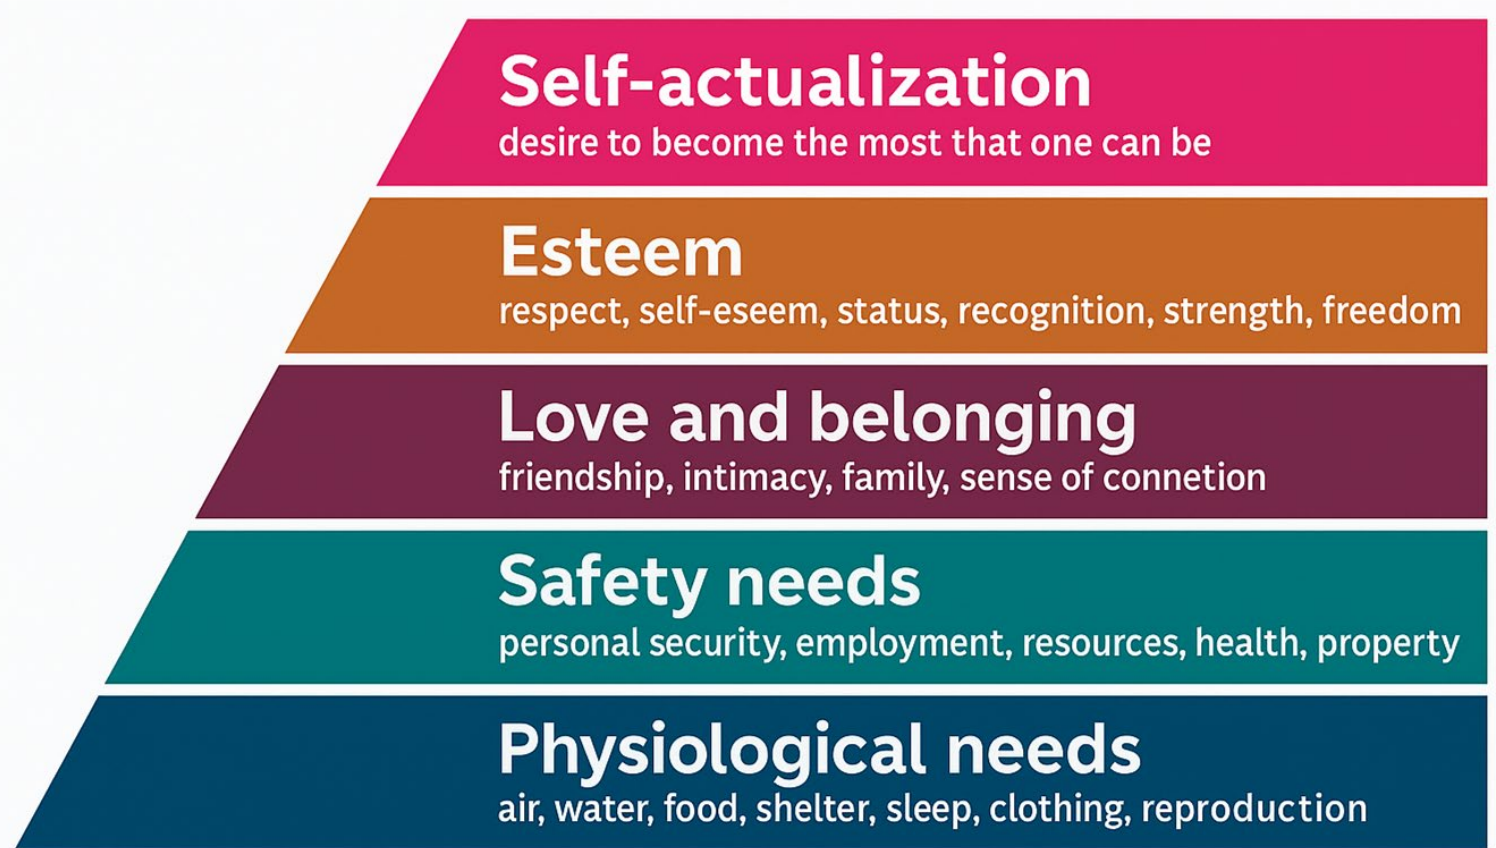 Self-actualization
desire to become the most that one can be
Esteem
respect, self-eseem, status, recognition, strength, freedom
Love and belonging
friendship, intimacy, family, sense of connetion
Safety needs
personal security, employment, resources, health, property
Physiological needs
air, water, food, shelter, sleep, clothing, reproduction